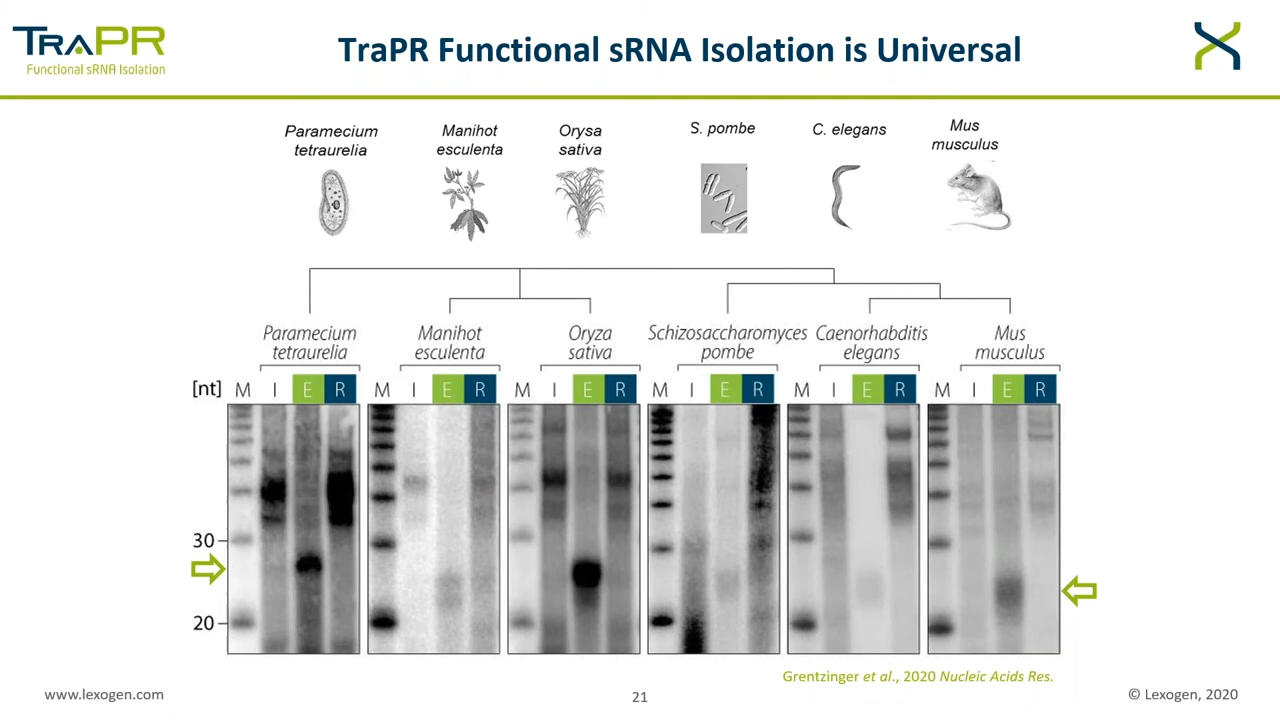 TRAPR
Functional sRNA Isolation
TraPR Functional sRNA Isolation is Universal
Paramecium
tetraurelia
Manihot
esculenta
Orysa
sativa
S. pombe
C. elegans
Mus
musculus
Paramecium
tetraurelia
Manihot
esculenta
Oryza
sativa
Schizosaccharomyces
pombe
Caenorhabditis
elegans
Mus
musculus
[nt] M I E R M I E R M I E R M I E R M I E R M I E R
30
20
Grentzinger et al., 2020 Nucleic Acids Res.
www.lexogen.com
21
© Lexogen, 2020